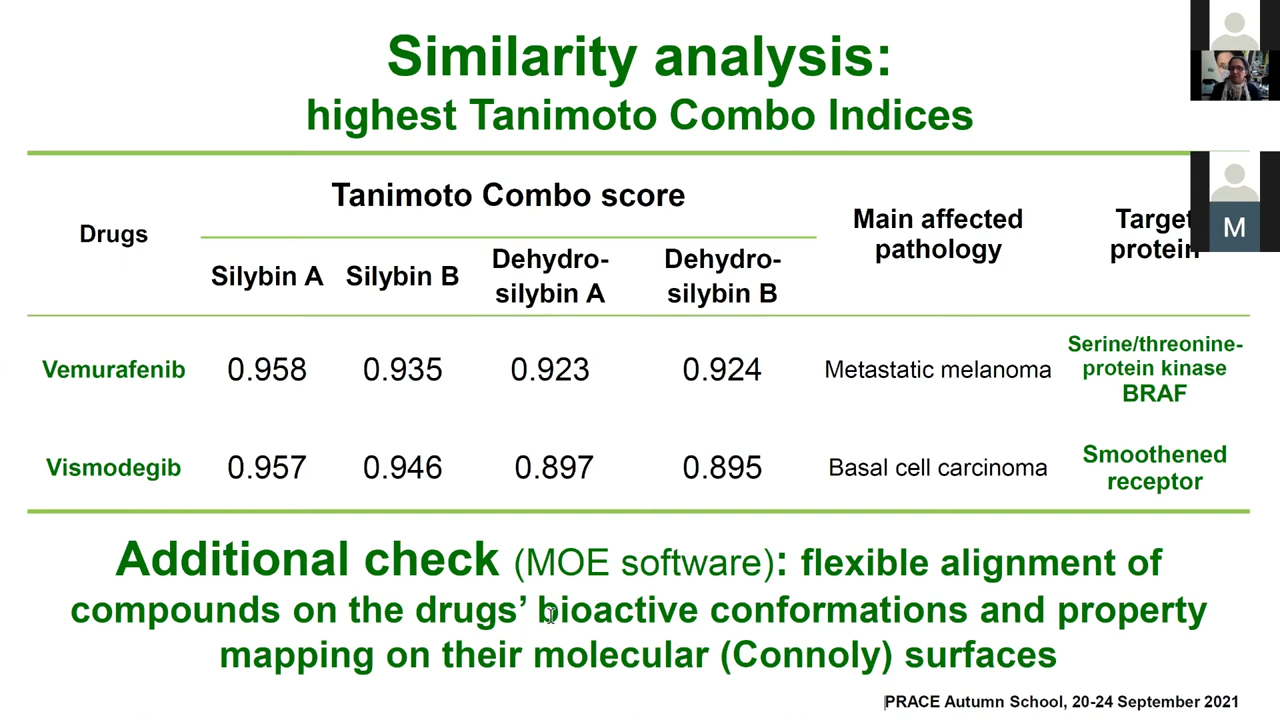 Similarity analysis:
highest Tanimoto Combo Indices
Drugs
Tanimoto Combo score
Main affected
pathology
Target
protein
Silybin A
Silybin B
Dehydro-
silybin A
Dehydro-
silybin B
Vemurafenib 0.958 0.935 0.923 0.924 Metastatic melanoma
Serine/threonine-
protein kinase
BRAF
Vismodegib 0.957 0.946 0.897 0.895 Basal cell carcinoma
Smoothened
receptor
Additional check (MOE software): flexible alignment of
compounds on the drugs’ bioactive conformations and property
mapping on their molecular (Connoly) surfaces
PRACE Autumn School, 20-24 September 2021
M